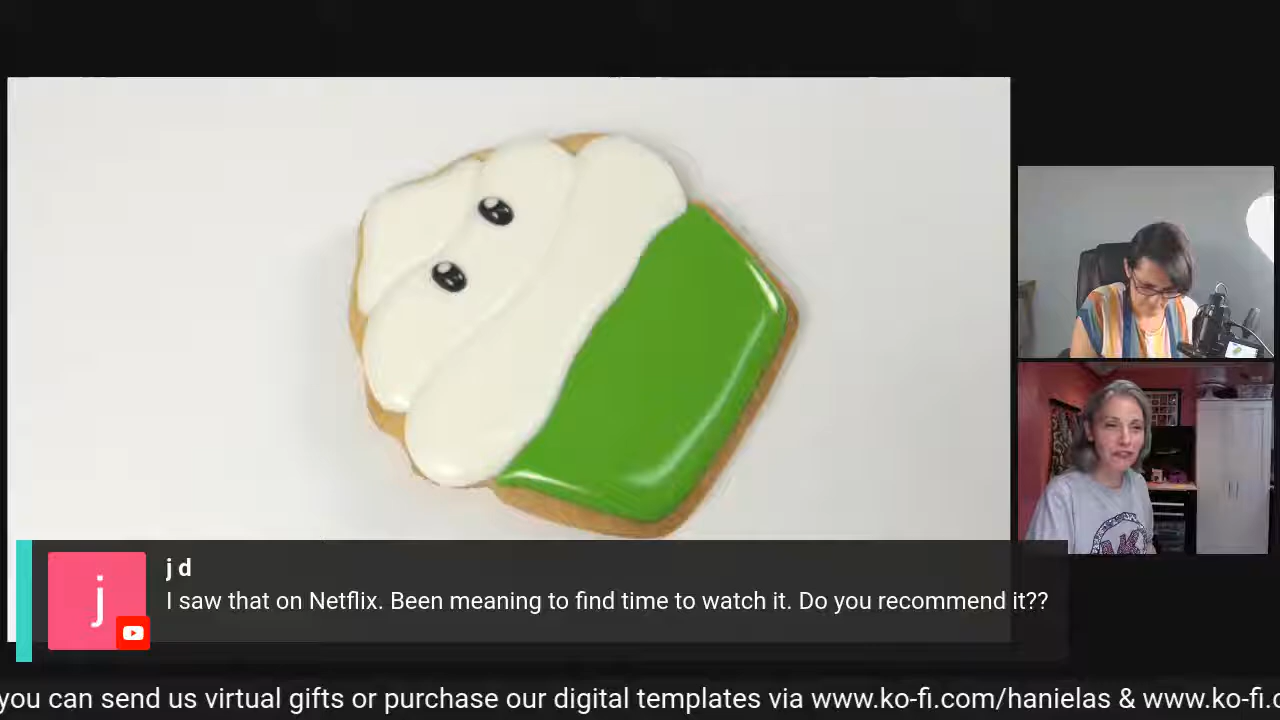 j
j d
I saw that on Netflix. Been meaning to find time to watch it. Do you recommend it??
you can send us virtual gifts or purchase our digital templates via www.ko-fi.com/hanielas & www.ko-fi.c